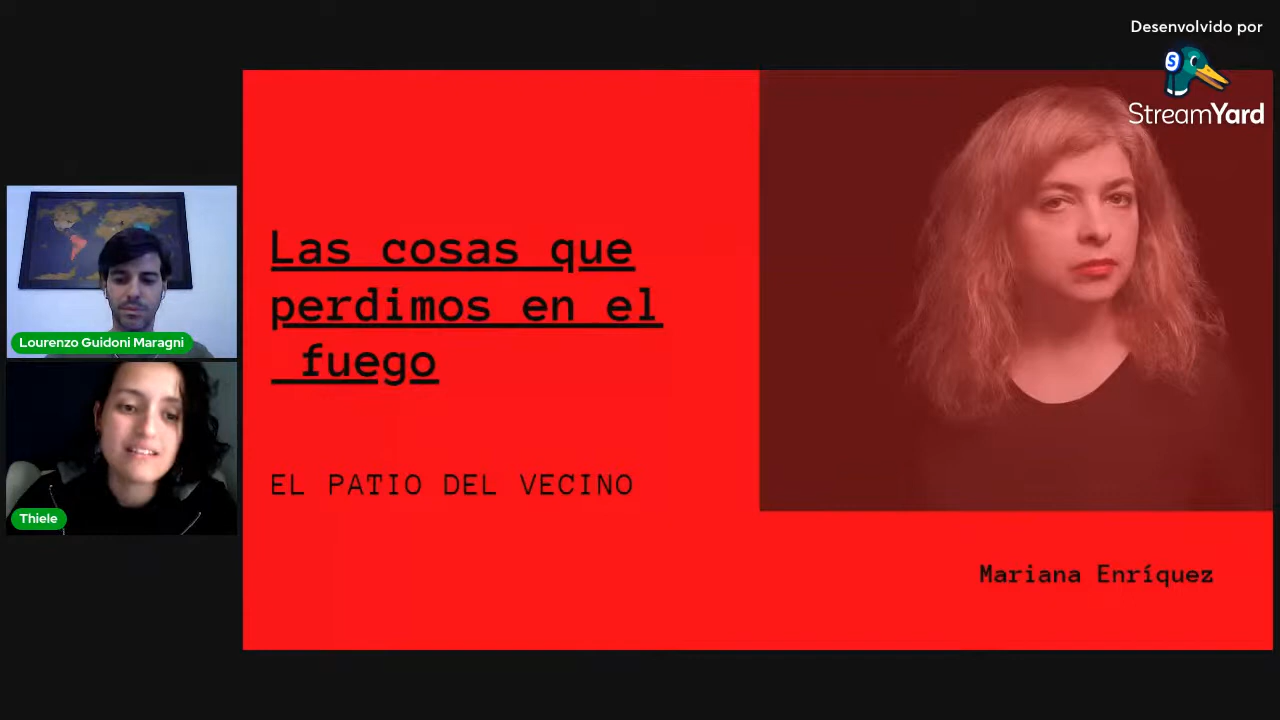 Desenvolvido por
S
StreamYard
Las cosas que
perdimos en el
fuego
EL PATIO DEL VECINO
Mariana Enríquez
Lourenzo Guidoni Maragni
Thiele